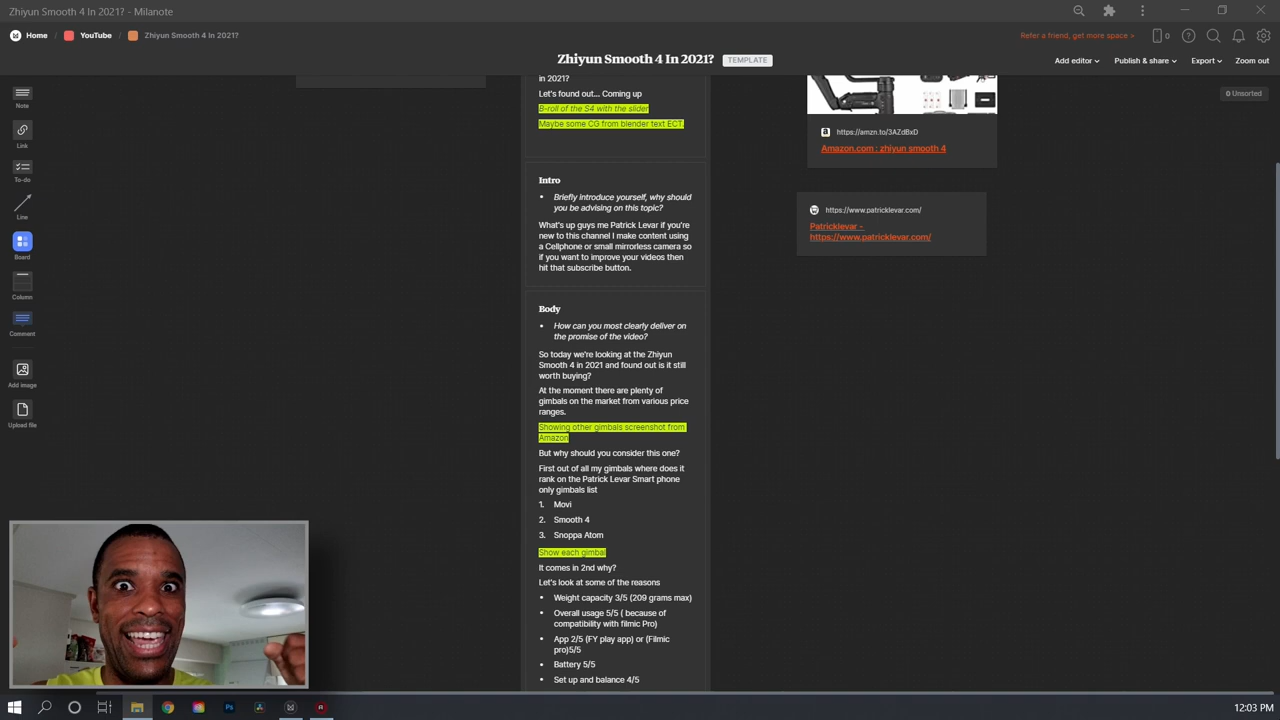 Zhiyun Smooth 4 In 2021? - Milanote
Home / YouTube / Zhiyun Smooth 4 In 2021?
Refer a friend, get more space >
0
Zhiyun Smooth 4 In 2021?
TEMPLATE
Add editor
Publish & share
Export
Zoom out
0 Unsorted
Note
Link
To-do
Line
Board
Column
Comment
Add image
Upload file
in 2021?
Let's found out... Coming up
B-roll of the S4 with the slider
Maybe some CG from blender text ECT.
Intro
• Briefly introduce yourself, why should
you be advising on this topic?
What's up guys me Patrick Levar if you're
new to this channel I make content using
a Cellphone or small mirrorless camera so
if you want to improve your videos then
hit that subscribe button.
Body
• How can you most clearly deliver on
the promise of the video?
So today we're looking at the Zhiyun
Smooth 4 in 2021 and found out is it still
worth buying?
At the moment there are plenty of
gimbals on the market from various price
ranges.
Showing other gimbals screenshot from
Amazon
But why should you consider this one?
First out of all my gimbals where does it
rank on the Patrick Levar Smart phone
only gimbals list
1. Movi
2. Smooth 4
3. Snoppa Atom
Show each gimbal
It comes in 2nd why?
Let's look at some of the reasons
• Weight capacity 3/5 (209 grams max)
• Overall usage 5/5 ( because of
compatibility with filmic Pro)
• App 2/5 (FY play app) or (Filmic
pro)5/5
• Battery 5/5
• Set up and balance 4/5
https://amzn.to/3AZdBxD
Amazon.com : zhiyun smooth 4
https://www.patricklevar.com/
Patricklevar -
https://www.patricklevar.com/
Ps
12:03 PM